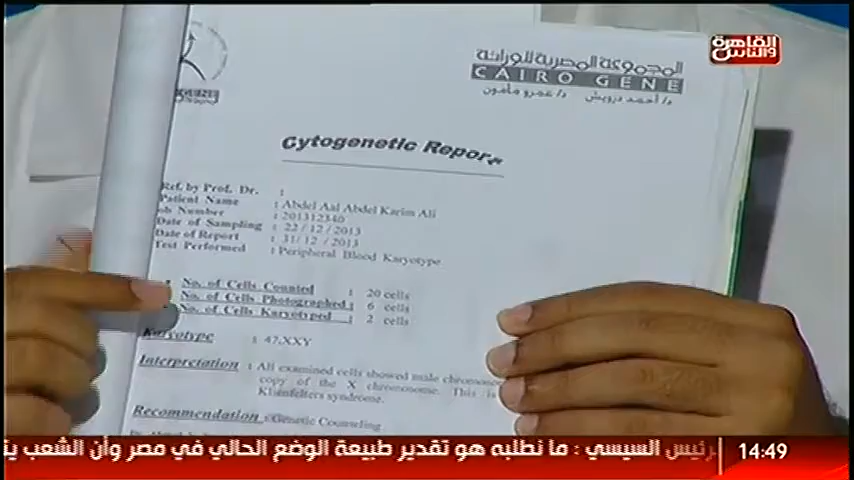 القاهرة
والناس
المجموعة المصرية للوراثة
CAIRO GENE
د/ أحمد درويش د/ عمرو مأمون
Cytogenetic Report
Ref. by Prof. Dr. :
Patient Name : Abdel Aal Abdel Karim Ali
Job Number : 201312340
Date of Sampling : 22/12/2013
Date of Report : 31/12/2013
Test Performed : Peripheral Blood Karyotype
No. of Cells Counted : 20 cells
No. of Cells Photographed : 6 cells
No. of Cells Karyotyped : 2 cells
Karyotype : 47,XXY
Interpretation : All examined cells showed male
copy of the X chromosome. This is
Klinfelters syndrome.
Recommendation : Genetic Counseling
رئيس السيسي : ما نطلبه هو تقدير طبيعة الوضع الحالي في مصر وأن الشعب
14:49